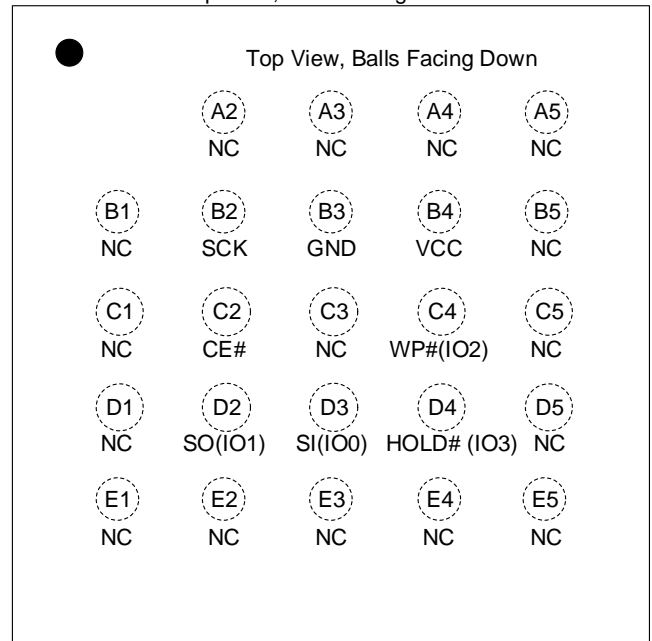 Top View, Balls Facing Down
A2 A3 A4 A5
NC NC NC NC
B1 B2 B3 B4 B5
NC SCK GND VCC NC
C1 C2 C3 C4 C5
NC CE# NC WP#(IO2) NC
D1 D2 D3 D4 D5
NC SO(IO1) SI(IO0) HOLD# (IO3) NC
E1 E2 E3 E4 E5
NC NC NC NC NC